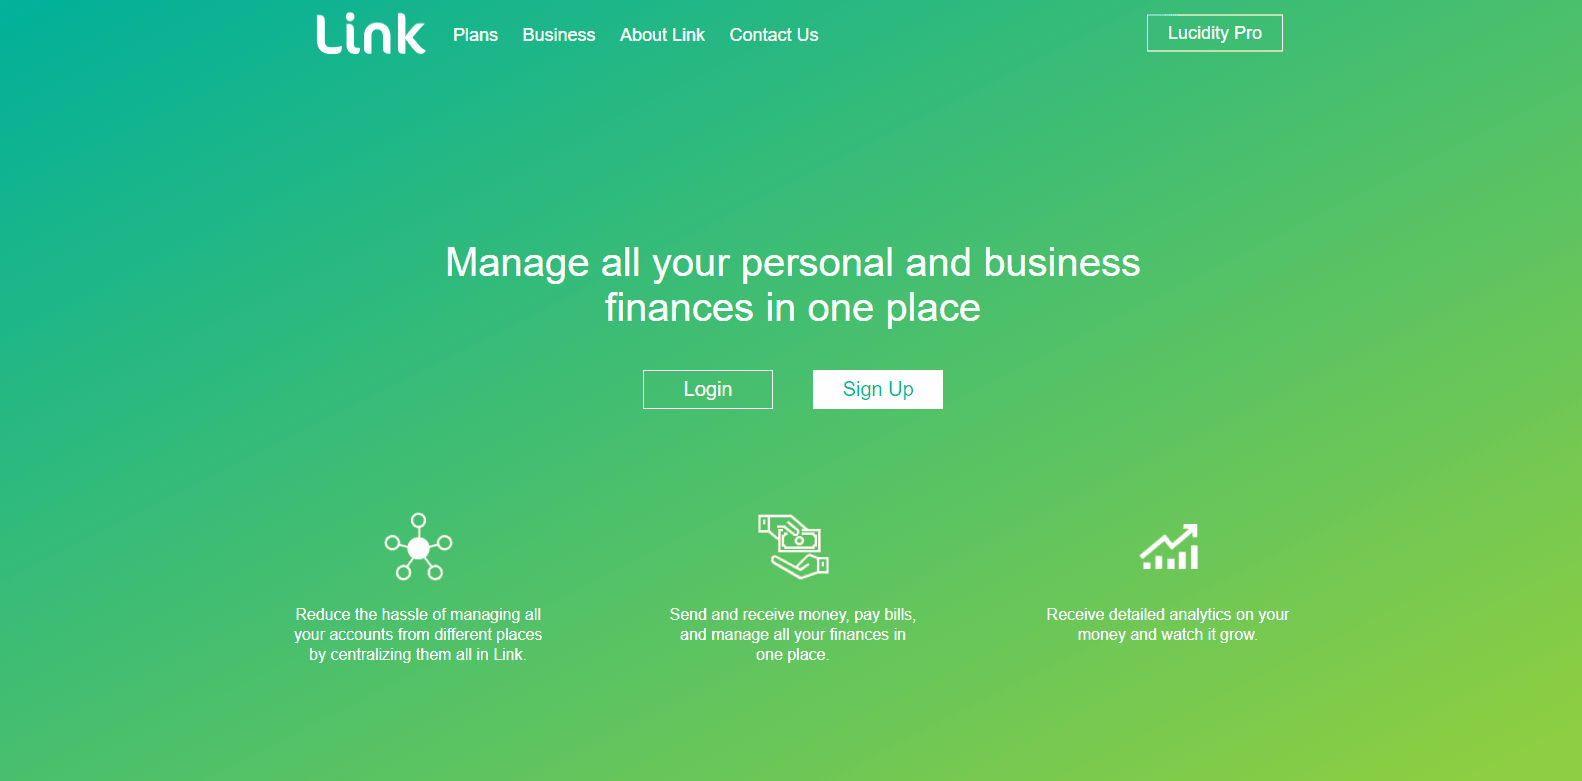 Link
Plans
Business
About Link
Contact Us
Lucidity Pro
Manage all your personal and business
finances in one place
Login
Sign Up
Reduce the hassle of managing all
your accounts from different places
by centralizing them all in Link.
Send and receive money, pay bills,
and manage all your finances in
one place.
Receive detailed analytics on your
money and watch it grow.